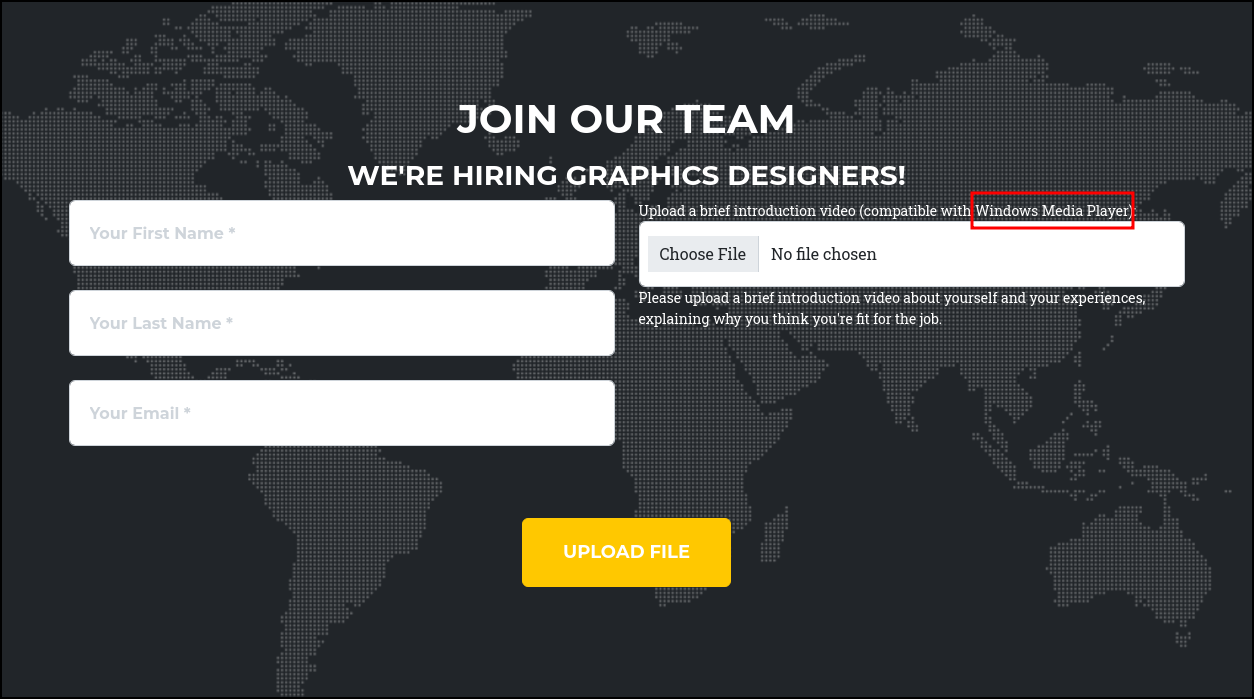 JOIN OUR TEAM
WE'RE HIRING GRAPHICS DESIGNERS!
Your First Name *
Your Last Name *
Your Email *
Upload a brief introduction video (compatible with Windows Media Player):
Choose File No file chosen
Please upload a brief introduction video about yourself and your experiences,
explaining why you think you're fit for the job.
UPLOAD FILE